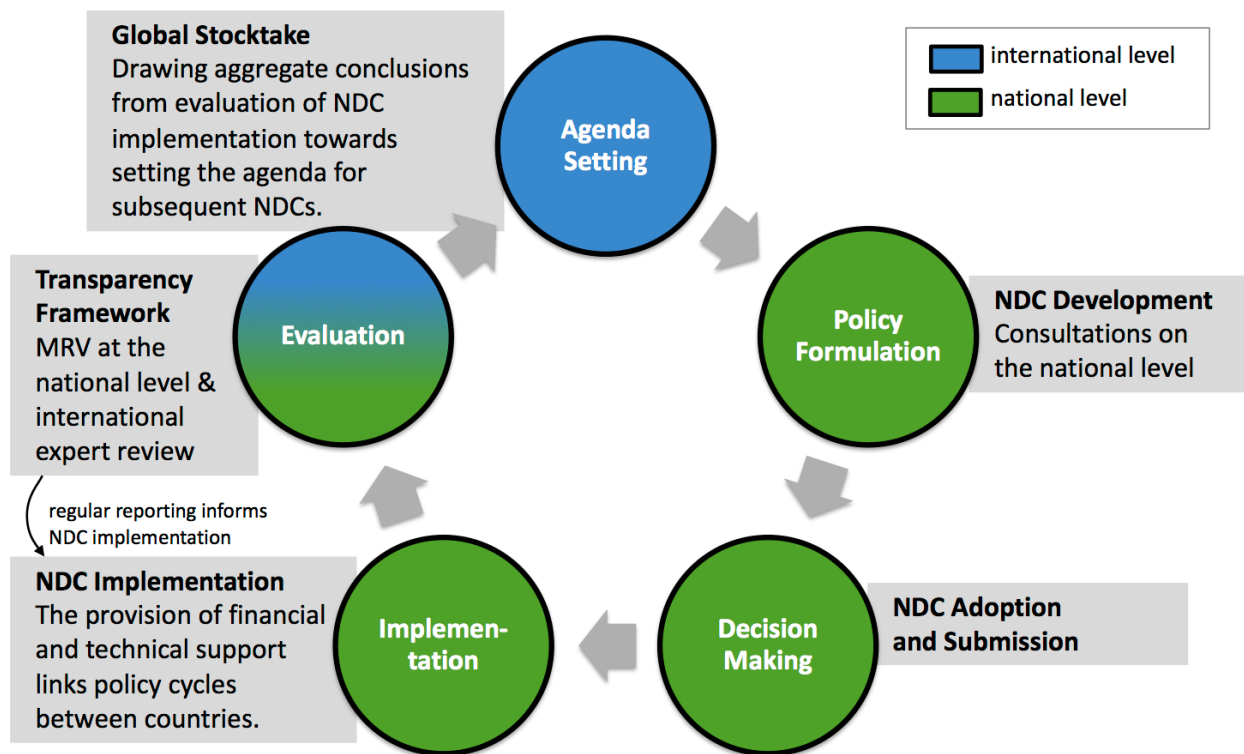 Global Stocktake
Drawing aggregate conclusions
from evaluation of NDC
implementation towards
setting the agenda for
subsequent NDCs.
international level
national level
Agenda
Setting
Transparency
Framework
MRV at the
national level &
international
expert review
Evaluation
Policy
Formulation
NDC Development
Consultations on
the national level
regular reporting informs
NDC implementation
NDC Implementation
The provision of financial
and technical support
links policy cycles
between countries.
Implemen-
tation
Decision
Making
NDC Adoption
and Submission